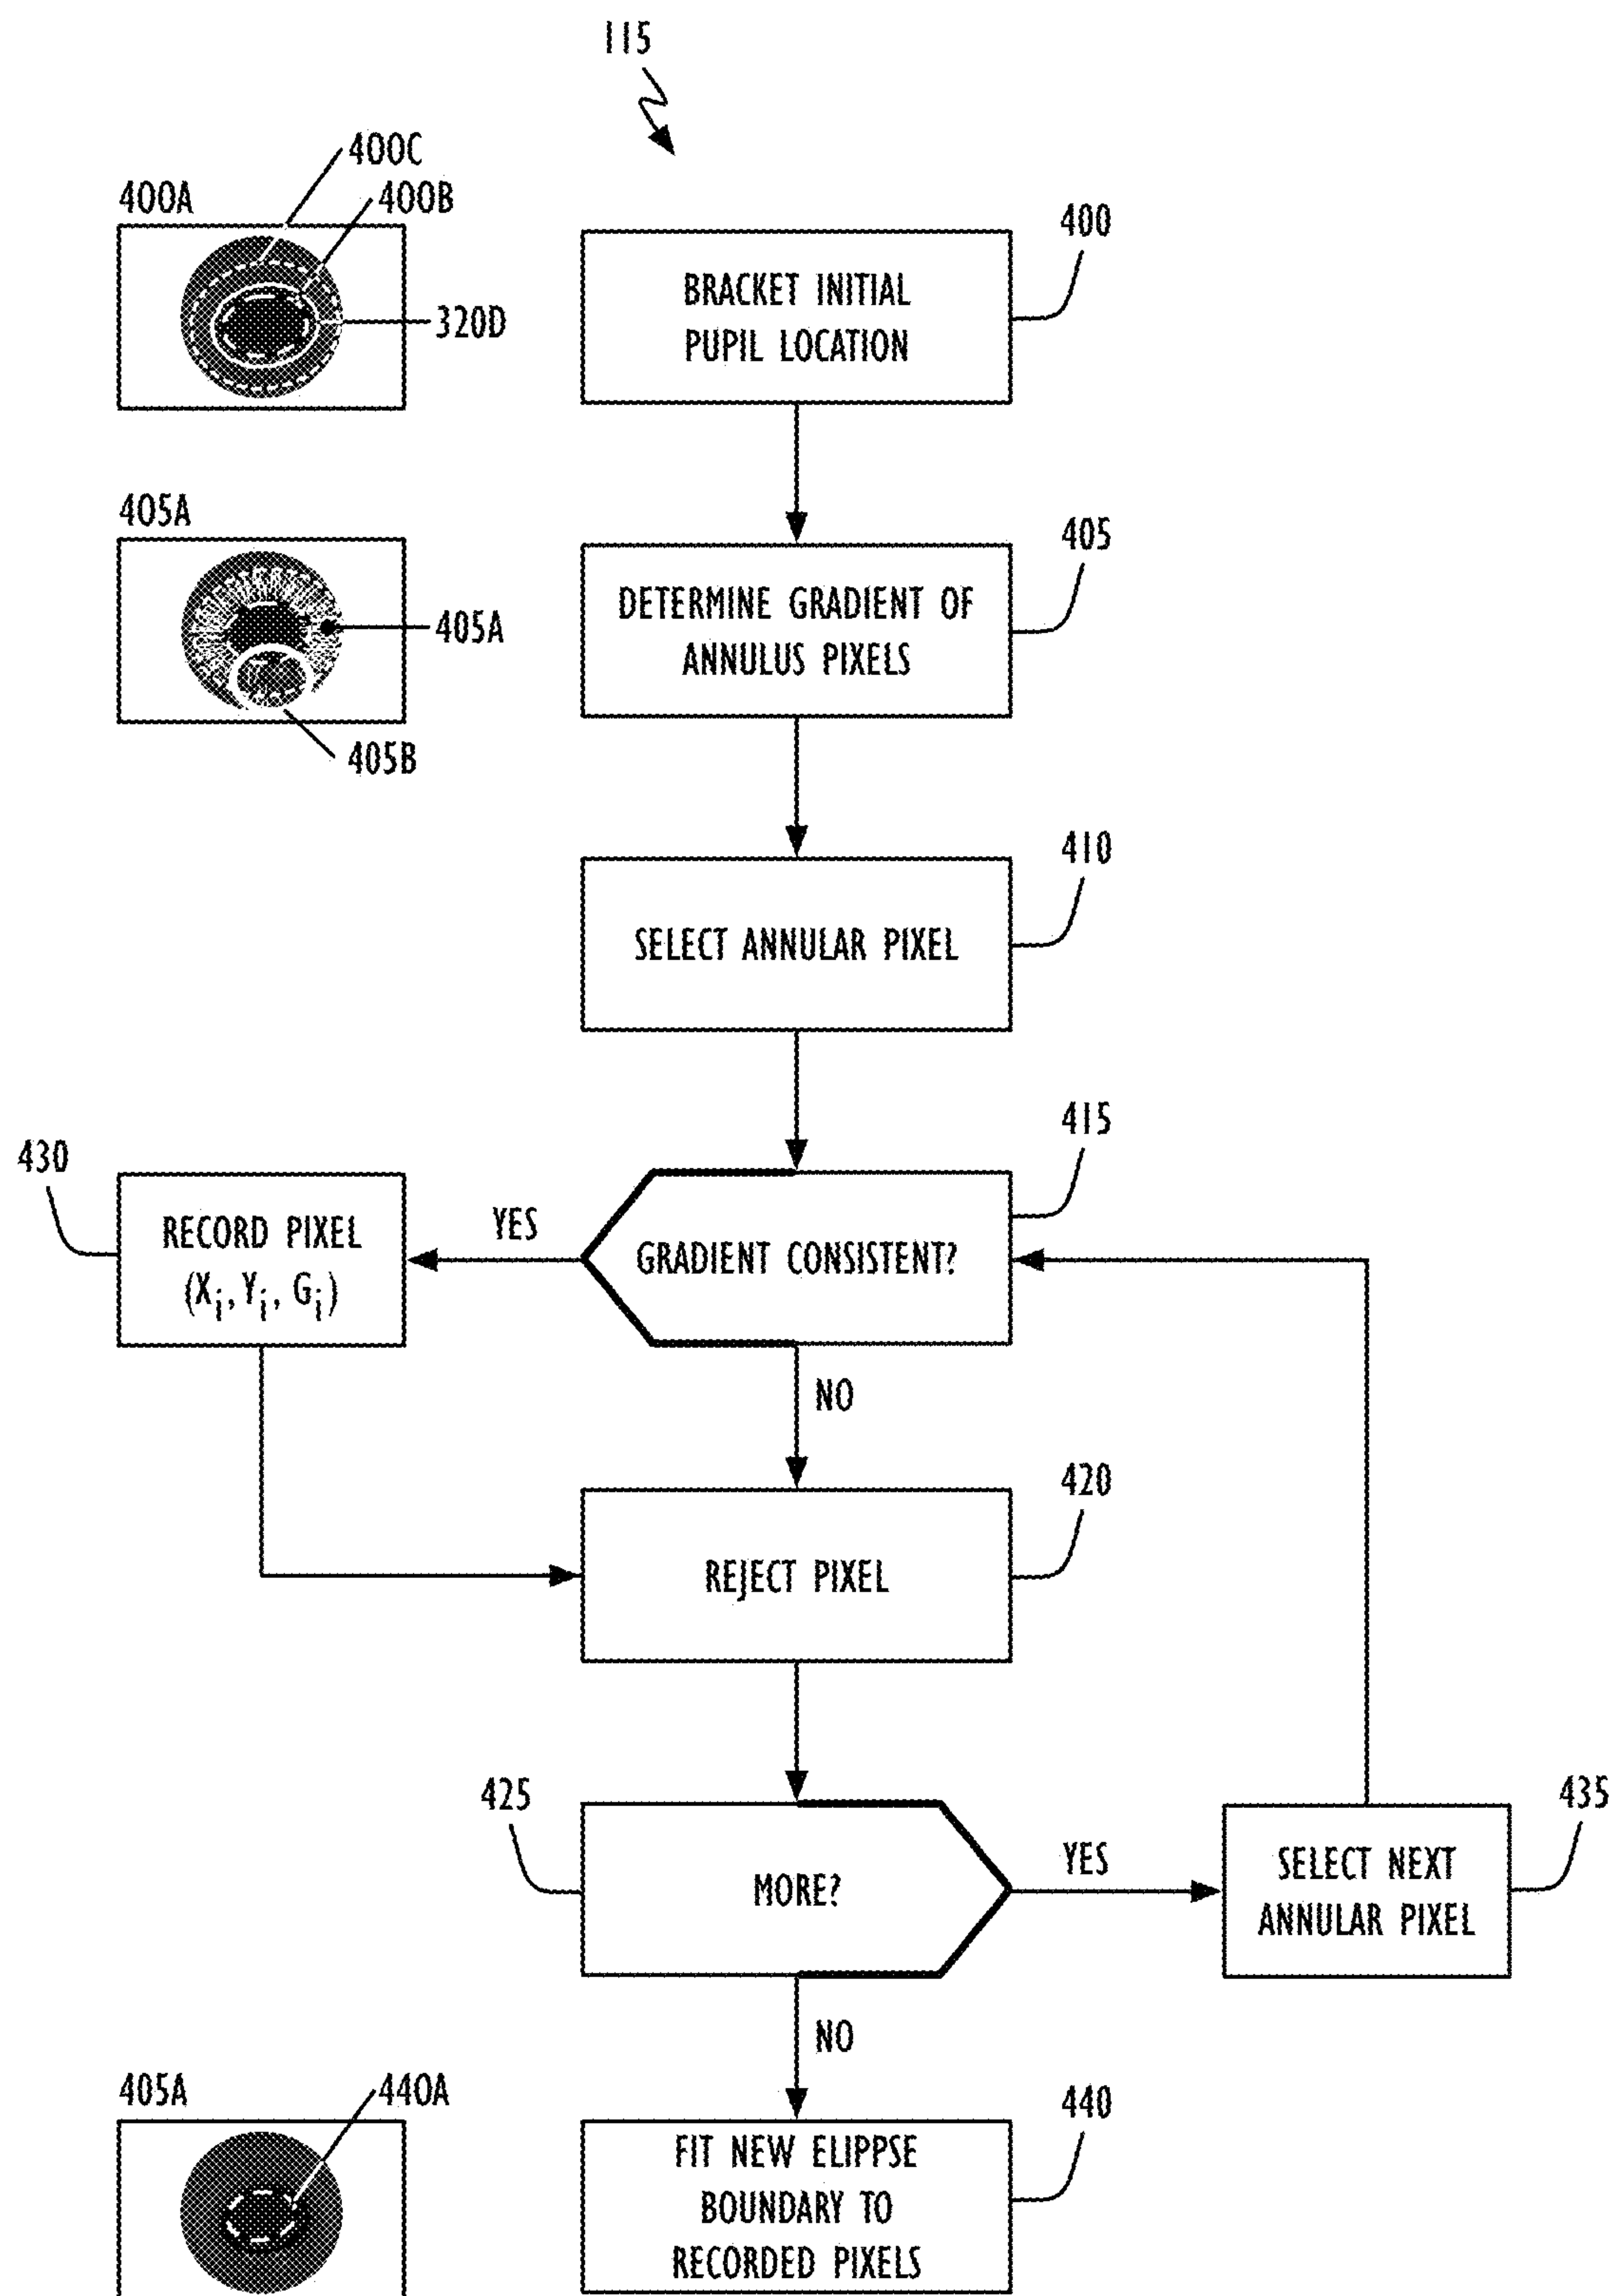 115
400C
400A
400B
400
BRACKET INITIAL
PUPIL LOCATION
320D
405A
405
DETERMINE GRADIENT OF
ANNULUS PIXELS
405A
405B
410
SELECT ANNULAR PIXEL
415
430
RECORD PIXEL
(Xi, Yi, Gi)
YES
GRADIENT CONSISTENT?
NO
420
REJECT PIXEL
425
MORE?
YES
435
SELECT NEXT
ANNULAR PIXEL
NO
405A
440A
440
FIT NEW ELIPPSE
BOUNDARY TO
RECORDED PIXELS